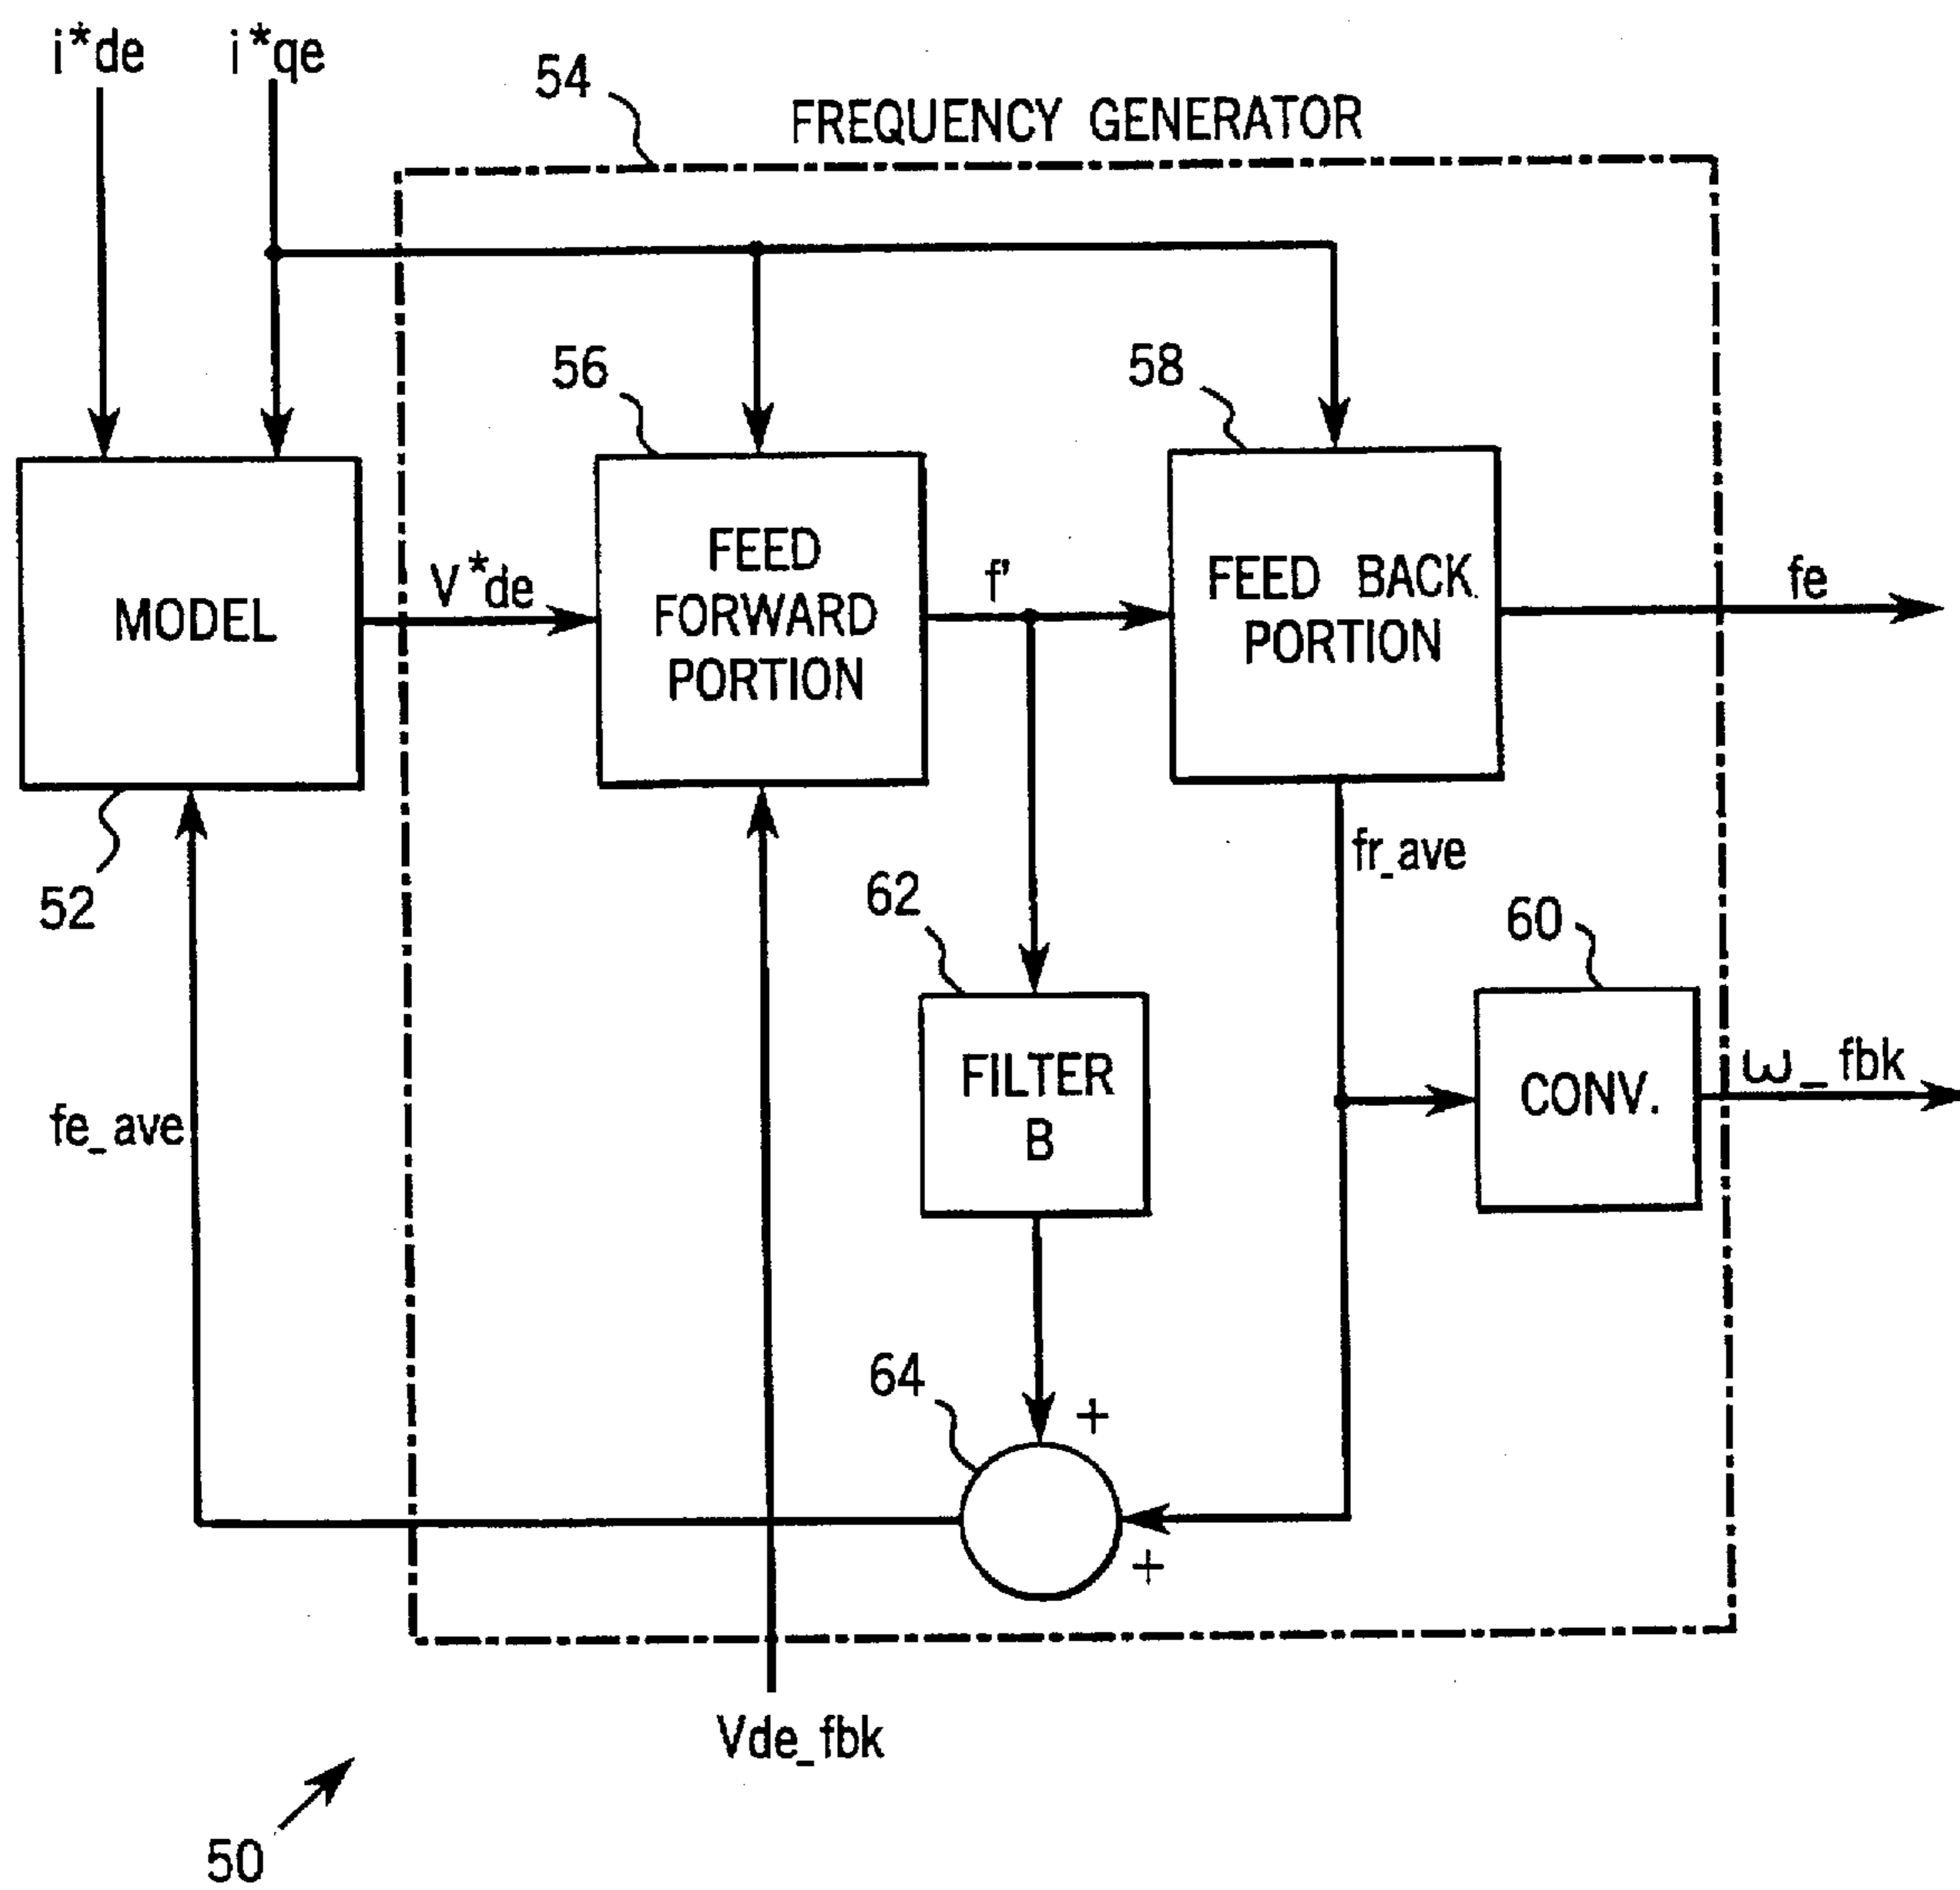 i*de
i*qe
54
FREQUENCY GENERATOR
56
58
MODEL
V*de
FEED
FORWARD
PORTION
f'
FEED BACK
PORTION
fe
52
fr_ave
62
60
fe_ave
FILTER
B
CONV.
ω_fbk
64
+
+
Vde_fbk
50